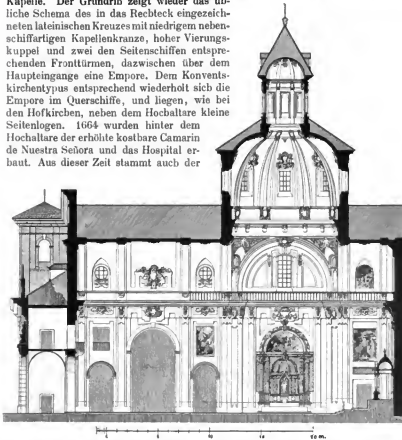 Kapelle. Der Grundriß zeigt wieder das üb-
liche Schema des in das Rechteck eingezeich-
neten lateinischen Kreuzes mit niedrigem neben-
schiffartigen Kapellenkranze, hoher Vierungs-
kuppel und zwei den Seitenschiffen entspre-
chenden Fronttürmen, dazwischen über dem
Haupteingange eine Empore. Dem Konvents-
kirchentypus entsprechend wiederholt sich die
Empore im Querschiffe, und liegen, wie bei
den Hofkirchen, neben dem Hochaltare kleine
Seitenlogen. 1664 wurden hinter dem
Hochaltare der erhöhte kostbare Camarin
de Nuestra Señora und das Hospital er-
baut. Aus dieser Zeit stammt auch der
10
20 m.